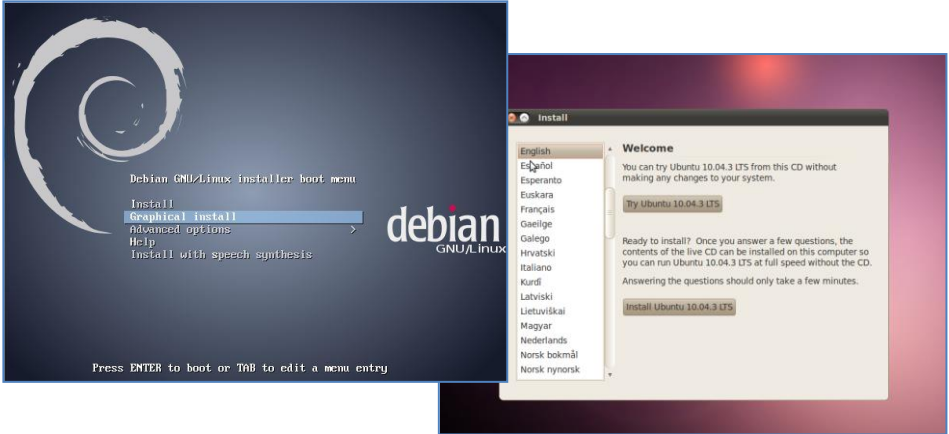 Debian GNU/Linux installer boot menu
Install
Graphical install
Advanced options >
Help
Install with speech synthesis
debian
GNU/Linux
Press ENTER to boot or TAB to edit a menu entry
Install
English
Español
Esperanto
Euskara
Français
Gaeilge
Galego
Hrvatski
Italiano
Kurdî
Latviski
Lietuviškai
Magyar
Nederlands
Norsk bokmål
Norsk nynorsk
Welcome
You can try Ubuntu 10.04.3 LTS from this CD without
making any changes to your system.
Try Ubuntu 10.04.3 LTS
Ready to install? Once you answer a few questions, the
contents of the live CD can be installed on this computer so
you can run Ubuntu 10.04.3 LTS at full speed without the CD.
Answering the questions should only take a few minutes.
Install Ubuntu 10.04.3 LTS